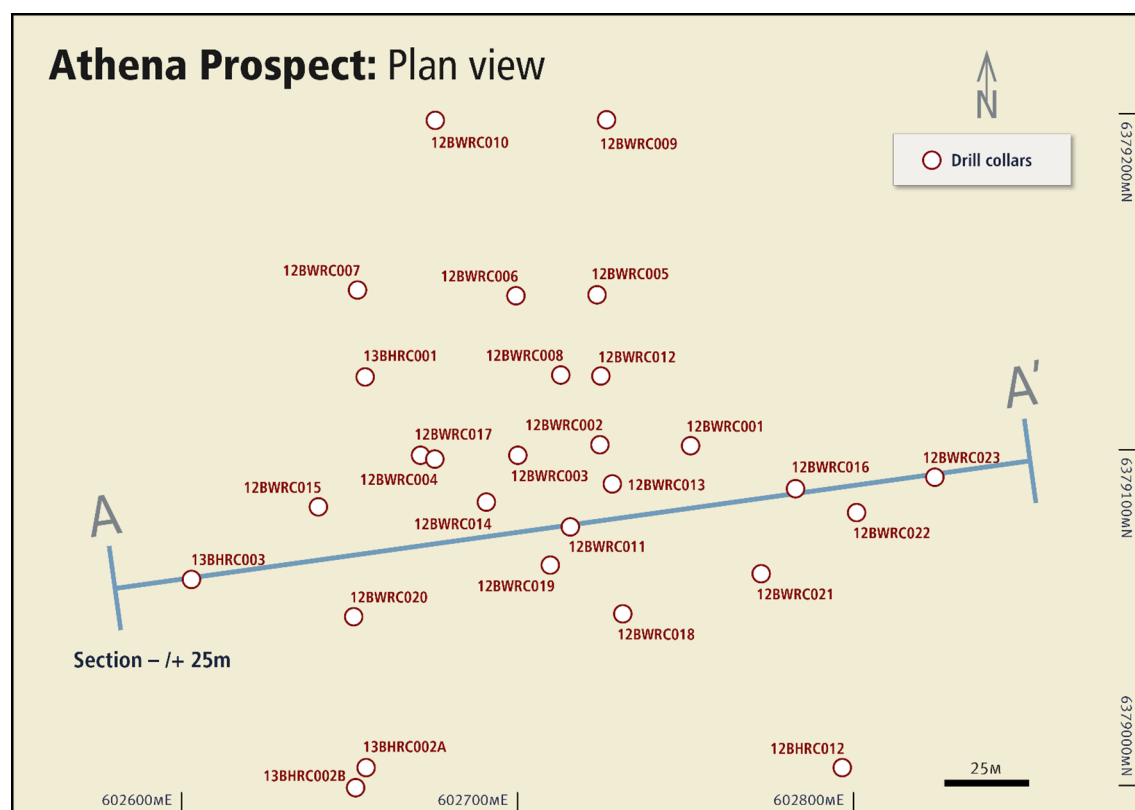 Athena Prospect: Plan view
N
Drill collars
6379200mN
12BWRC010
12BWRC009
12BWRC007
12BWRC006
12BWRC005
13BHRC001
12BWRC008
12BWRC012
A'
12BWRC017
12BWRC002
12BWRC001
12BWRC004
12BWRC003
12BWRC016
12BWRC023
12BWRC015
12BWRC013
6379100mN
A
12BWRC014
12BWRC011
12BWRC022
13BHRC003
12BWRC019
12BWRC020
12BWRC021
12BWRC018
Section – /+ 25m
13BHRC002A
12BHRC012
13BHRC002B
25M
6379000mN
602600mE
602700mE
602800mE